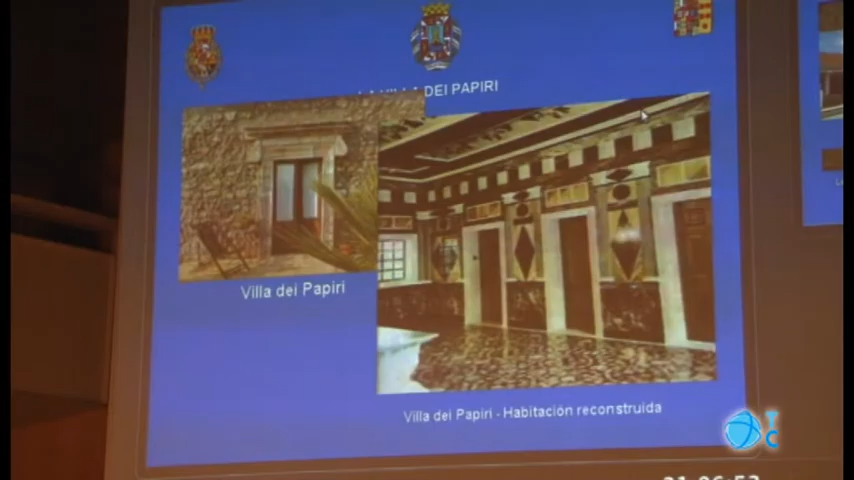 LA VILLA DEI PAPIRI
Villa dei Papiri
Villa dei Papiri - Habitación reconstruida
C